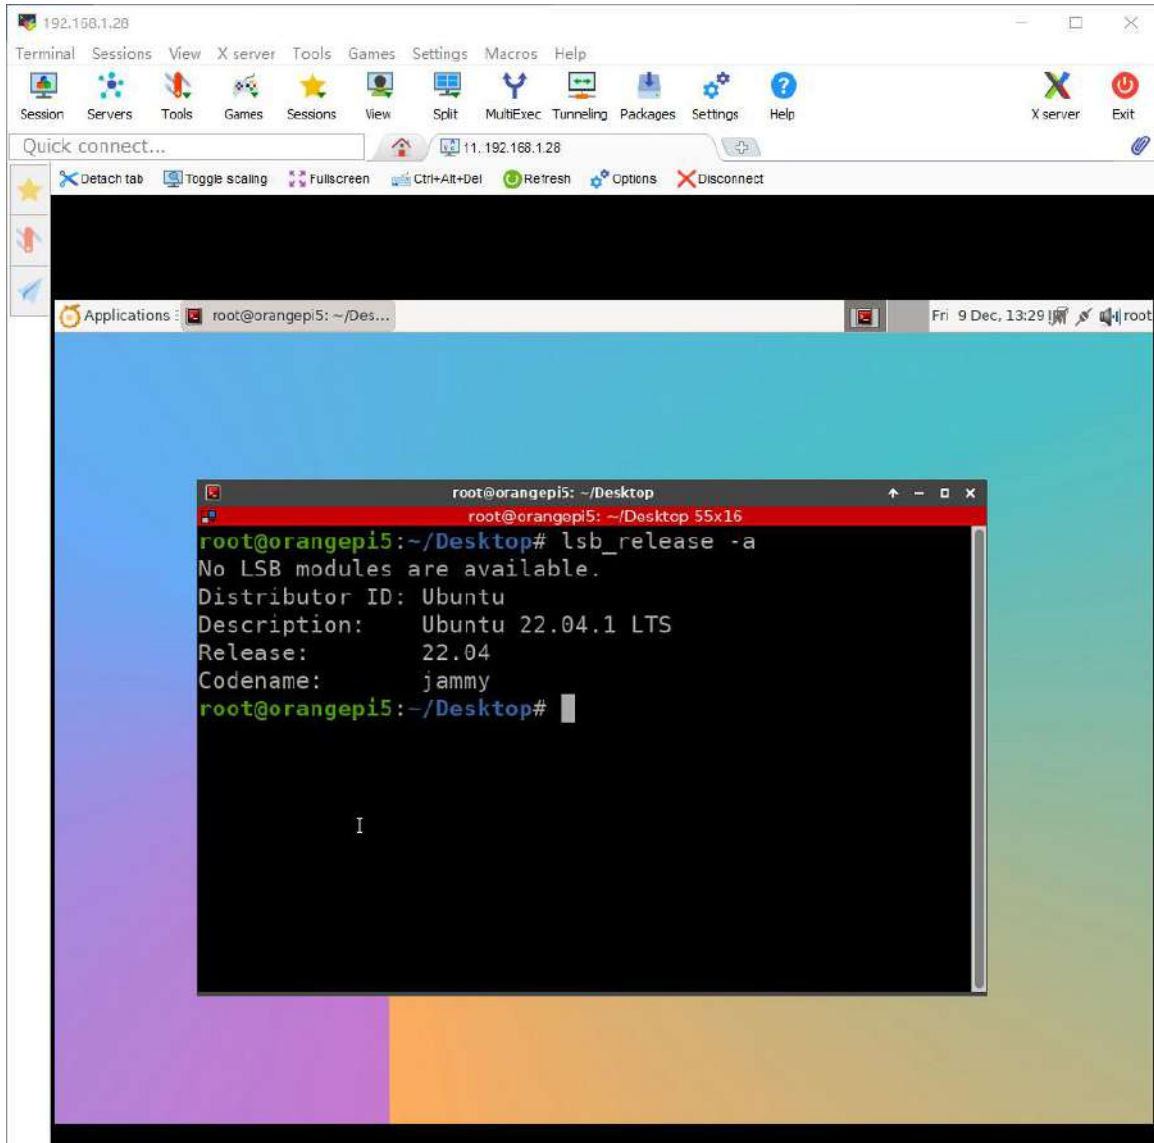 192.168.1.28
Terminal Sessions View X server Tools Games Settings Macros Help
Session Servers Tools Games Sessions View Split MultiExec Tunneling Packages Settings Help X server Exit
Quick connect... 11. 192.168.1.28
Detach tab Toggle scaling Fullscreen Ctrl+Alt+Del Refresh Options Disconnect
Applications root@orangepi5: ~/Des... Fri 9 Dec, 13:29 root
root@orangepi5: ~/Desktop
root@orangepi5: ~/Desktop 55x16
root@orangepi5:~/Desktop# lsb_release -a
No LSB modules are available.
Distributor ID: Ubuntu
Description: Ubuntu 22.04.1 LTS
Release: 22.04
Codename: jammy
root@orangepi5:~/Desktop#